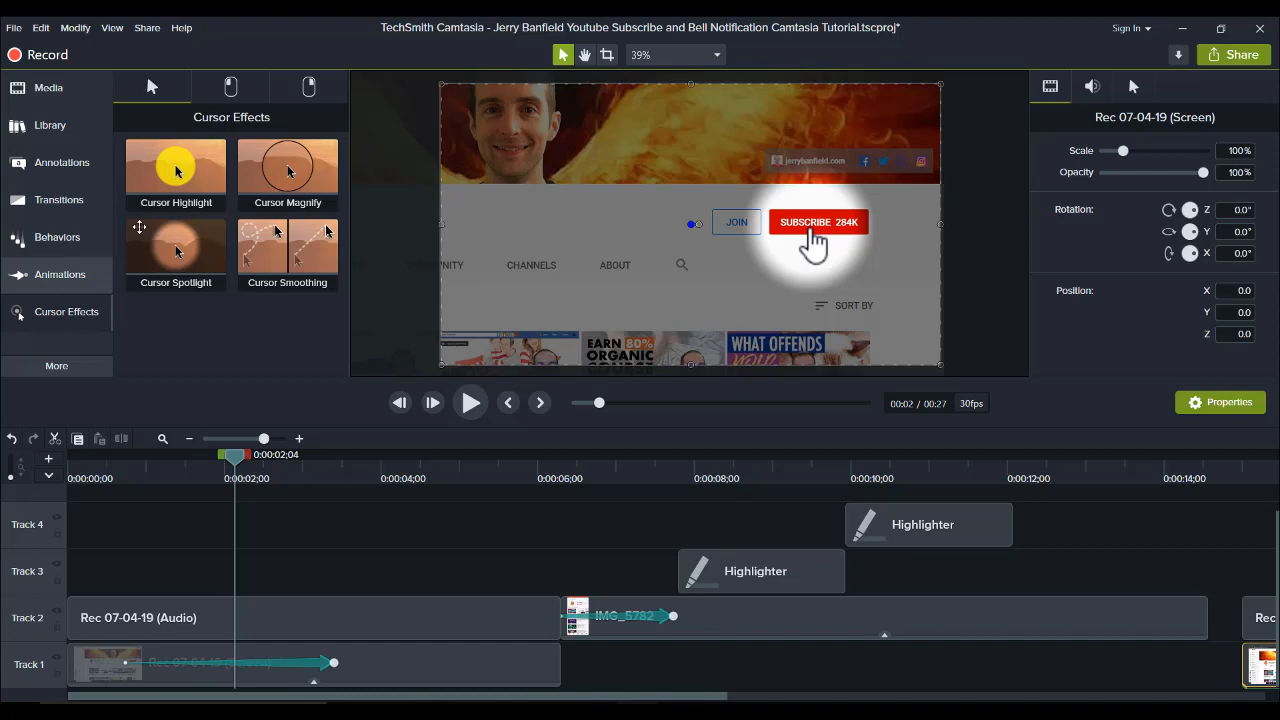 File Edit Modify View Share Help
TechSmith Camtasia - Jerry Banfield Youtube Subscribe and Bell Notification Camtasia Tutorial.tscproj*
Sign In
Record
39%
Share
Media
Library
Annotations
Transitions
Behaviors
Animations
Cursor Effects
More
Cursor Effects
Cursor Highlight
Cursor Magnify
Cursor Spotlight
Cursor Smoothing
jerrybanfield.com
JOIN
SUBSCRIBE 284K
CHANNELS
ABOUT
SORT BY
EARN 80%
ORGANIC
COURSE
WHAT OFFENDS
Rec 07-04-19 (Screen)
Scale 100%
Opacity 100%
Rotation: Z 0.0°
Y 0.0°
X 0.0°
Position: X 0.0
Y 0.0
Z 0.0
00:02 / 00:27 30fps
Properties
0:00:02;04
0:00:00;00 0:00:02;00 0:00:04;00 0:00:06;00 0:00:08;00 0:00:10;00 0:00:12;00 0:00:14;00
Track 4
Highlighter
Track 3
Highlighter
Track 2
Rec 07-04-19 (Audio)
IMG_5782
Rec
Track 1
Rec 07-04-19 (Screen)